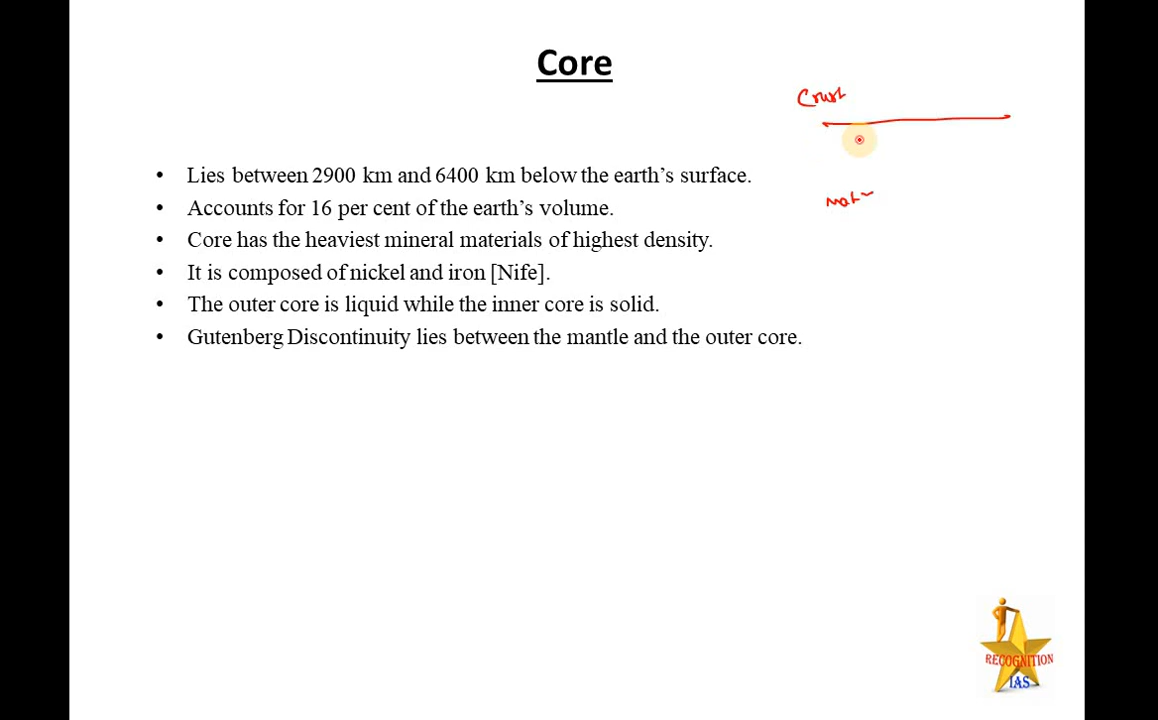 Core
Crust
Lies between 2900 km and 6400 km below the earth’s surface.
Accounts for 16 per cent of the earth’s volume.
Core has the heaviest mineral materials of highest density.
It is composed of nickel and iron [Nife].
The outer core is liquid while the inner core is solid.
Gutenberg Discontinuity lies between the mantle and the outer core.
RECOGNITION
IAS